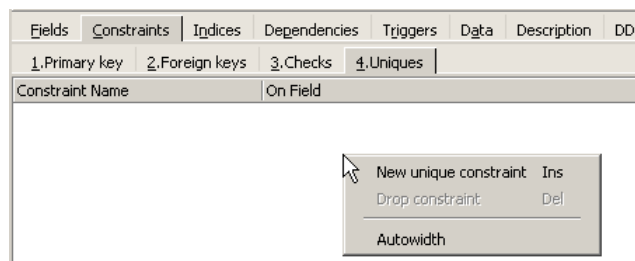 Fields Constraints Indices Dependencies Triggers Data Description DD
1.Primary key 2.Foreign keys 3.Checks 4.Uniques
Constraint Name On Field
New unique constraint Ins
Drop constraint Del
Autowidth